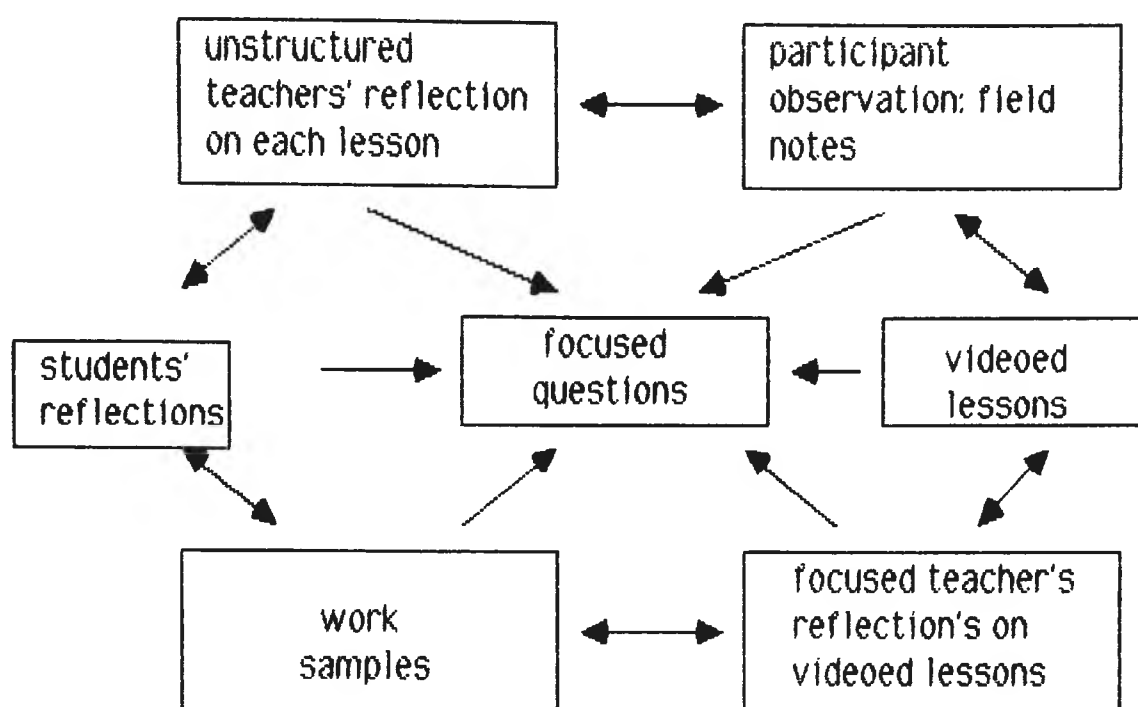 unstructured
teachers' reflection
on each lesson
participant
observation: field
notes
students'
reflections
focused
questions
videoed
lessons
work
samples
focused teacher's
reflection's on
videoed lessons